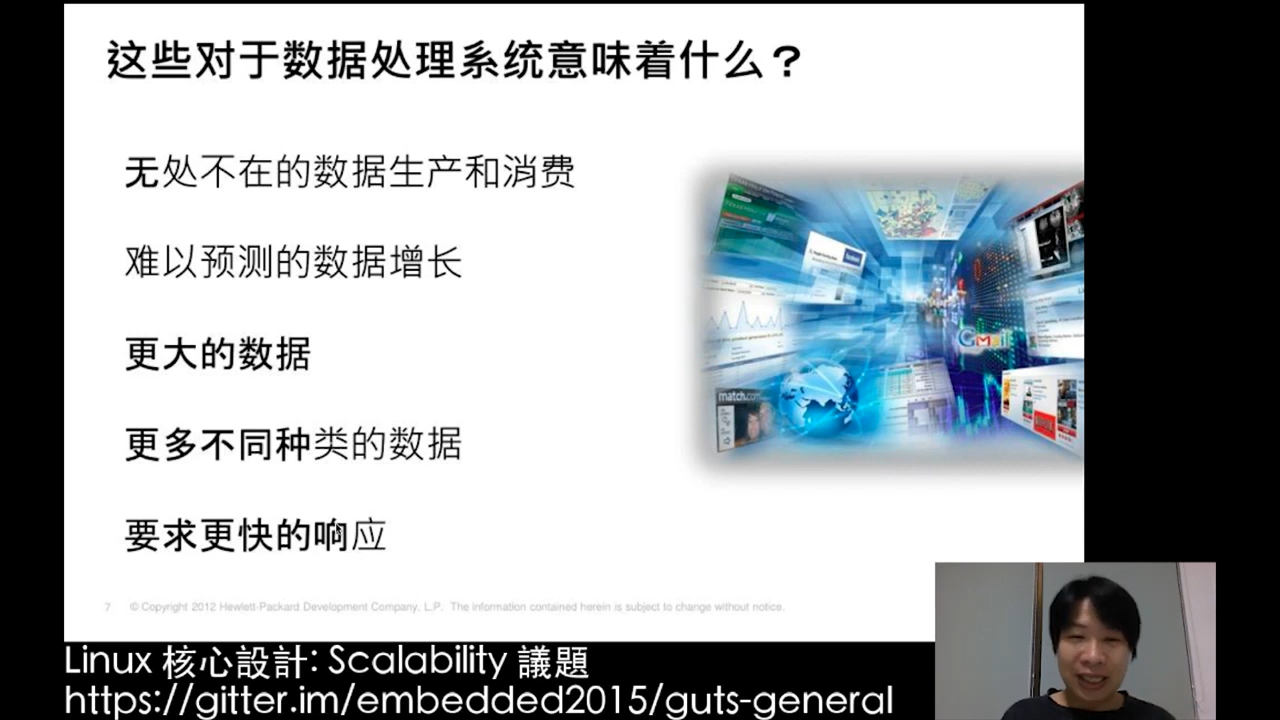 这些对于数据处理系统意味着什么？
无处不在的数据生产和消费
难以预测的数据增长
更大的数据
更多不同种类的数据
要求更快的响应
Gmail
match.com
7 © Copyright 2012 Hewlett-Packard Development Company, L.P. The information contained herein is subject to change without notice.
Linux 核心設計: Scalability 議題
https://gitter.im/embedded2015/guts-general